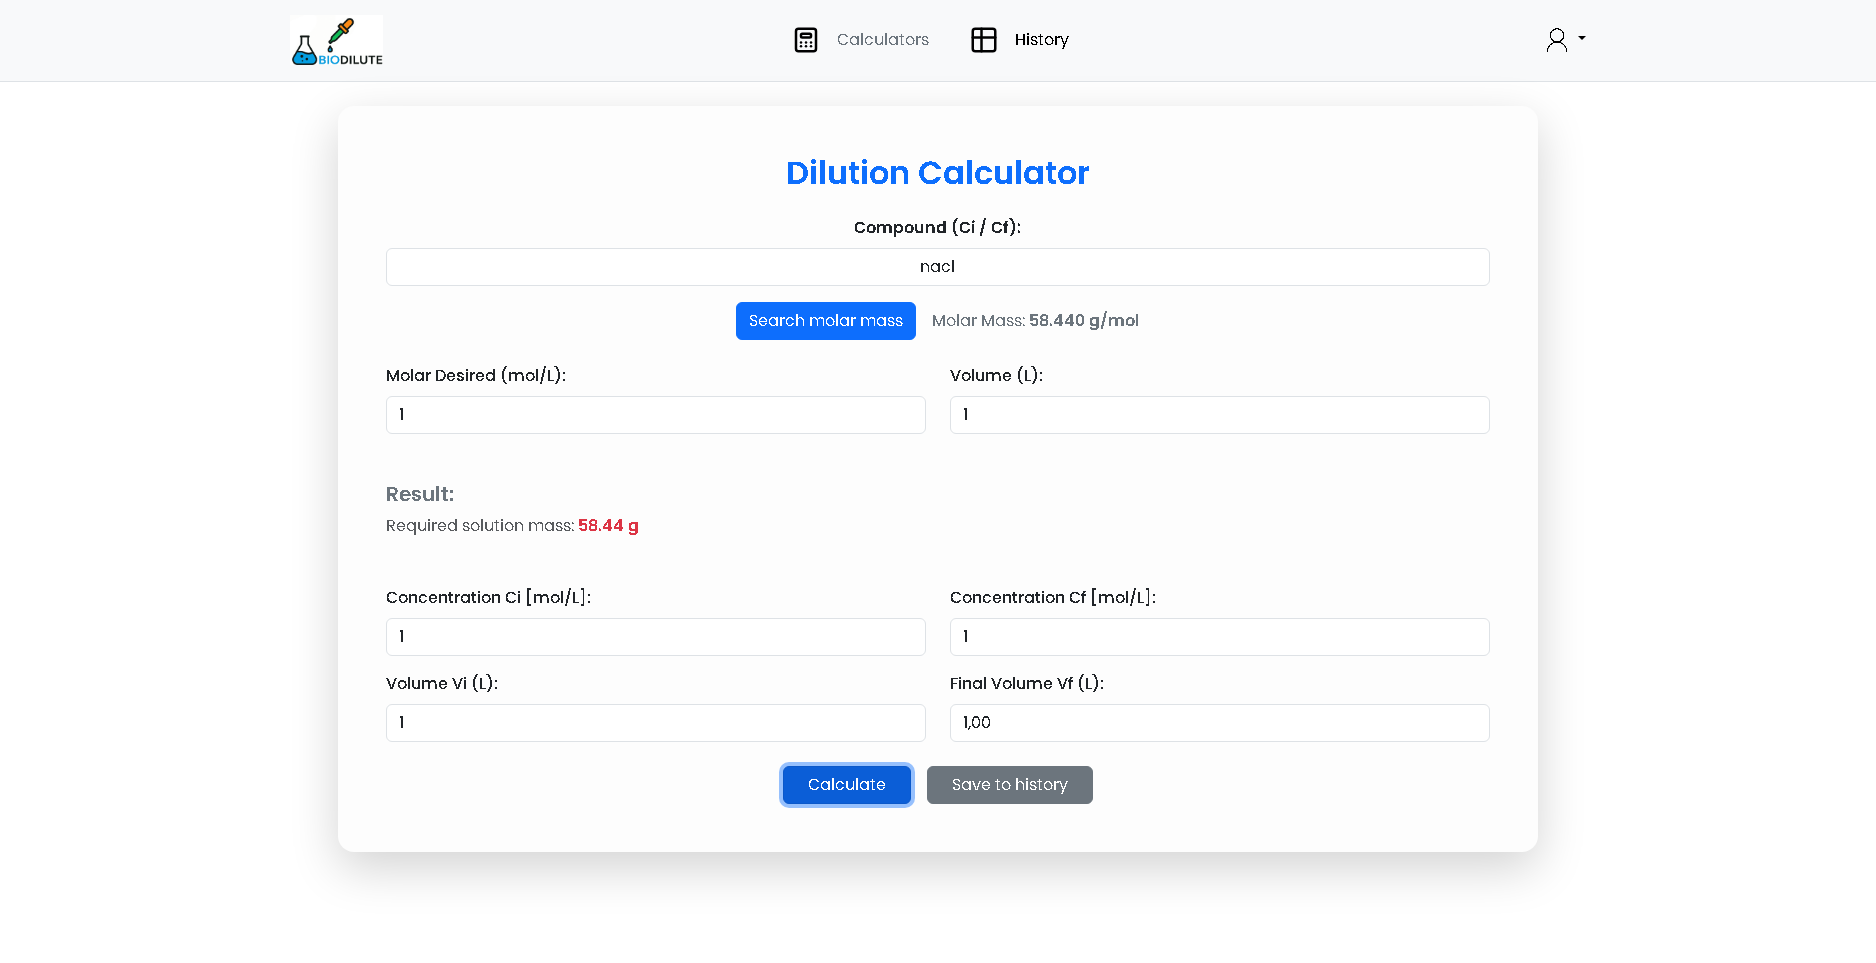 BIODILUTE
Calculators
History
Dilution Calculator
Compound (Ci / Cf):
nacl
Search molar mass
Molar Mass: 58.440 g/mol
Molar Desired (mol/L):
Volume (L):
1
1
Result:
Required solution mass: 58.44 g
Concentration Ci [mol/L]:
Concentration Cf [mol/L]:
1
1
Volume Vi (L):
Final Volume Vf (L):
1
1,00
Calculate
Save to history